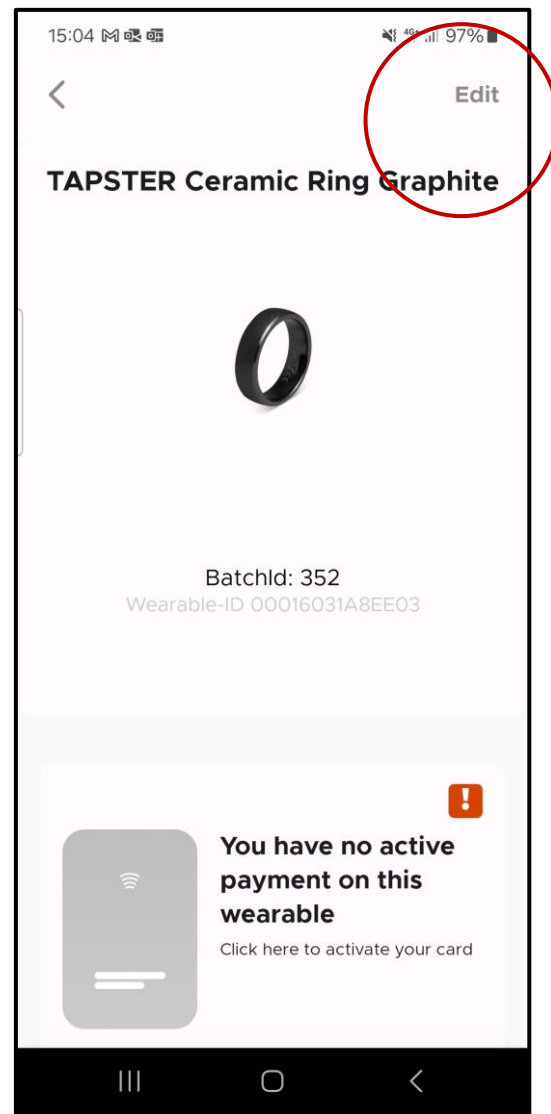 15:04 97%
Edit
TAPSTER Ceramic Ring Graphite
BatchId: 352
Wearable-ID 00016031A8EE03
You have no active
payment on this
wearable
Click here to activate your card